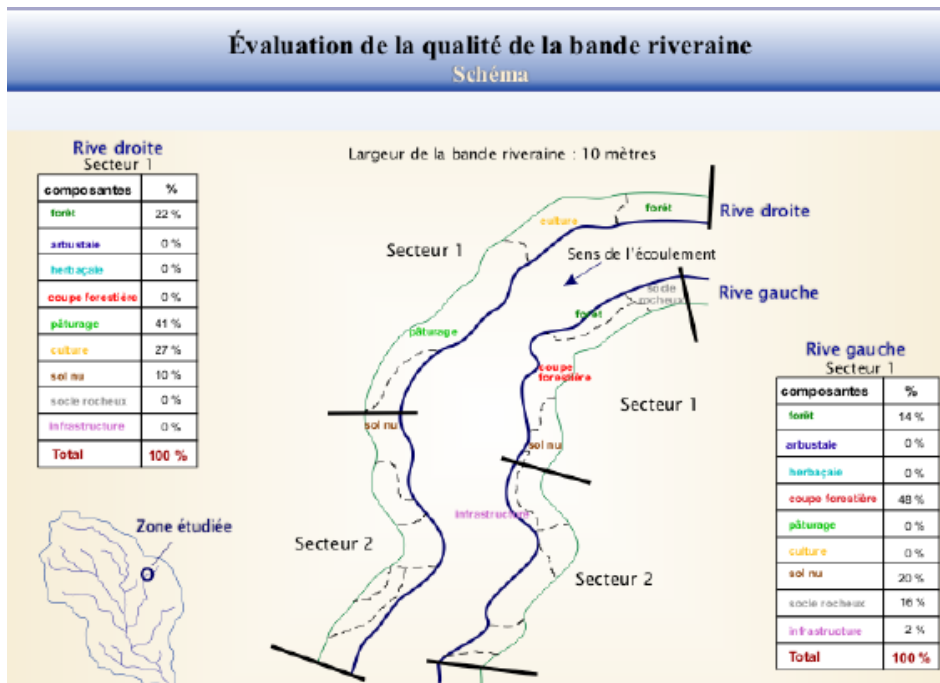 Évaluation de la qualité de la bande riveraine
Schéma
Rive droite
Secteur 1
composantes %
forêt 22 %
arbustaie 0 %
herbaçaie 0 %
coupe forestière 0 %
pâturage 41 %
culture 27 %
sol nu 10 %
socle rocheux 0 %
infrastructure 0 %
Total 100 %
Largeur de la bande riveraine : 10 mètres
forêt
Rive droite
culture
Secteur 1
Sens de l'écoulement
socle
rocheux
Rive gauche
forêt
pâturage
coupe
forestière
Secteur 1
sol nu
sol nu
infrastructure
Secteur 2
Secteur 2
Zone étudiée
Rive gauche
Secteur 1
composantes %
forêt 14 %
arbustaie 0 %
herbaçaie 0 %
coupe forestière 48 %
pâturage 0 %
culture 0 %
sol nu 20 %
socle rocheux 16 %
infrastructure 2 %
Total 100 %